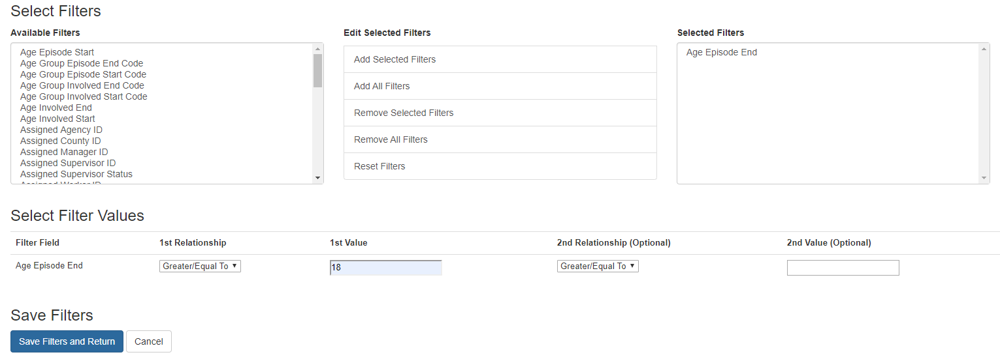 Select Filters
Available Filters
Age Episode Start
Age Group Episode End Code
Age Group Episode Start Code
Age Group Involved End Code
Age Group Involved Start Code
Age Involved End
Age Involved Start
Assigned Agency ID
Assigned County ID
Assigned Manager ID
Assigned Supervisor ID
Assigned Supervisor Status
Assigned Worker ID
Edit Selected Filters
Add Selected Filters
Add All Filters
Remove Selected Filters
Remove All Filters
Reset Filters
Selected Filters
Age Episode End
Select Filter Values
Filter Field 1st Relationship 1st Value 2nd Relationship (Optional) 2nd Value (Optional)
Age Episode End Greater/Equal To 18 Greater/Equal To
Save Filters
Save Filters and Return Cancel